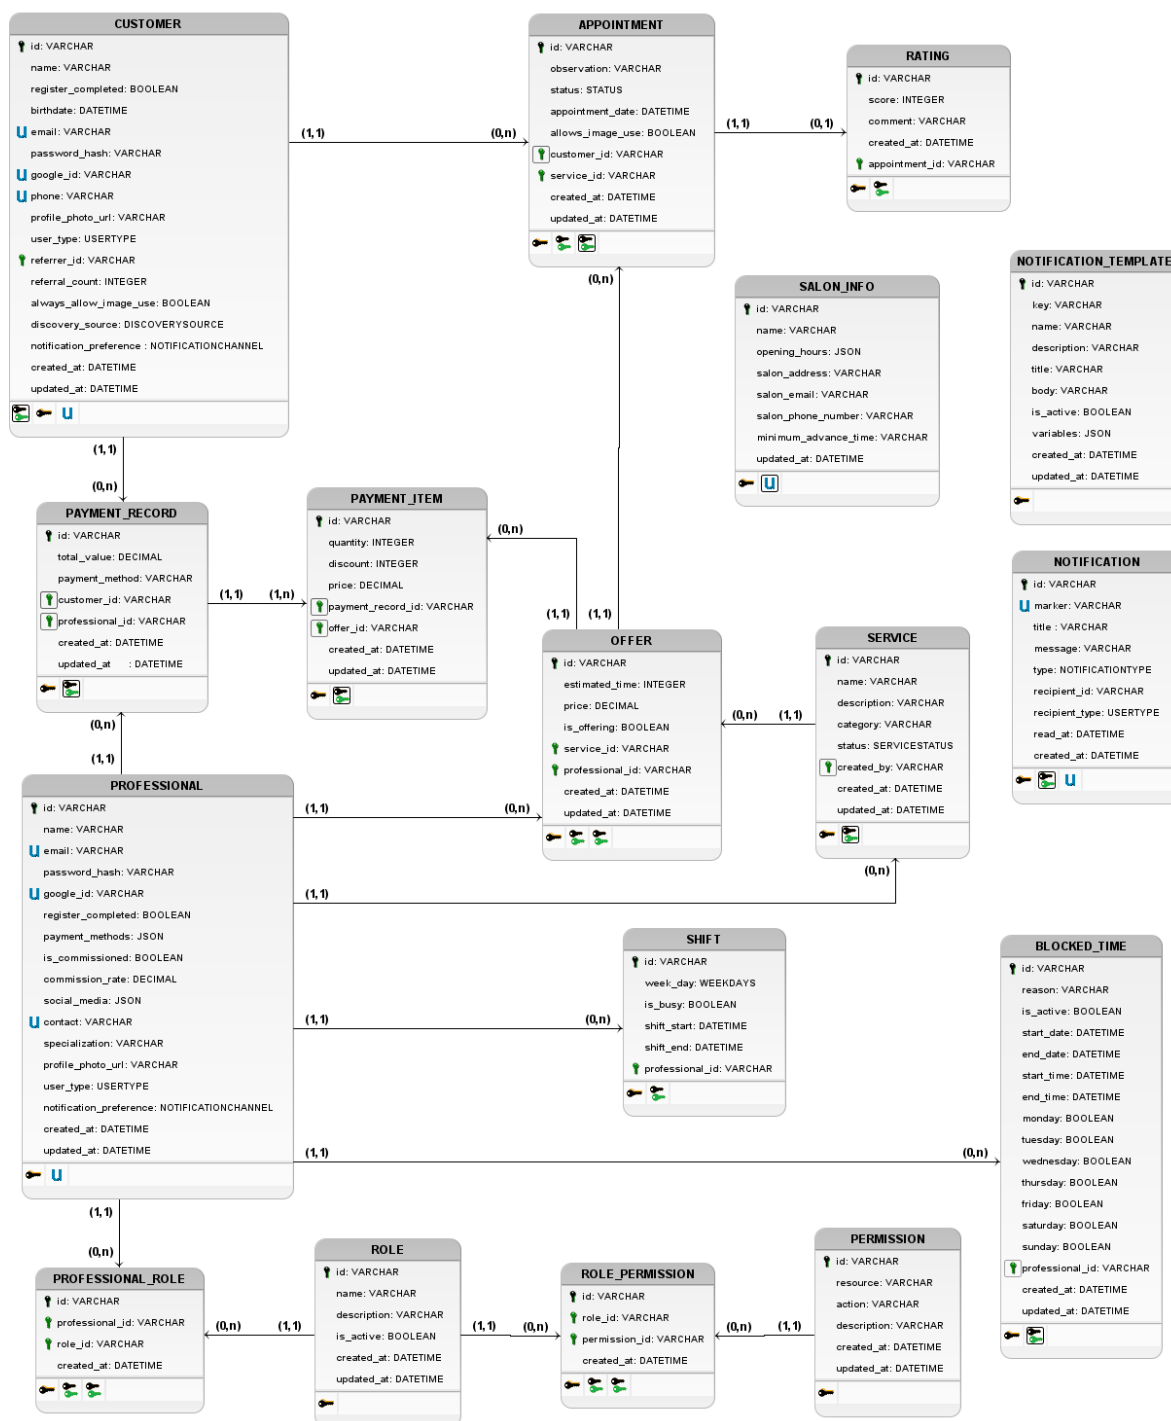 CUSTOMER
id: VARCHAR
name: VARCHAR
register_completed: BOOLEAN
birthdate: DATETIME
U email: VARCHAR
password_hash: VARCHAR
U google_id: VARCHAR
U phone: VARCHAR
profile_photo_url: VARCHAR
user_type: USERTYPE
referrer_id: VARCHAR
referral_count: INTEGER
always_allow_image_use: BOOLEAN
discovery_source: DISCOVERYSOURCE
notification_preference : NOTIFICATIONCHANNEL
created_at: DATETIME
updated_at: DATETIME
U
(1,1)
(0,n)
APPOINTMENT
id: VARCHAR
observation: VARCHAR
status: STATUS
appointment_date: DATETIME
allows_image_use: BOOLEAN
customer_id: VARCHAR
service_id: VARCHAR
created_at: DATETIME
updated_at: DATETIME
(1,1)
(0,1)
RATING
id: VARCHAR
score: INTEGER
comment: VARCHAR
created_at: DATETIME
appointment_id: VARCHAR
(0,n)
SALON_INFO
id: VARCHAR
name: VARCHAR
opening_hours: JSON
salon_address: VARCHAR
salon_email: VARCHAR
salon_phone_number: VARCHAR
minimum_advance_time: VARCHAR
updated_at: DATETIME
U
NOTIFICATION_TEMPLATE
id: VARCHAR
key: VARCHAR
name: VARCHAR
description: VARCHAR
title: VARCHAR
body: VARCHAR
is_active: BOOLEAN
variables: JSON
created_at: DATETIME
updated_at: DATETIME
(1,1)
(0,n)
PAYMENT_RECORD
id: VARCHAR
total_value: DECIMAL
payment_method: VARCHAR
customer_id: VARCHAR
professional_id: VARCHAR
created_at: DATETIME
updated_at : DATETIME
(1,1)
(1,n)
PAYMENT_ITEM
id: VARCHAR
quantity: INTEGER
discount: INTEGER
price: DECIMAL
payment_record_id: VARCHAR
offer_id: VARCHAR
created_at: DATETIME
updated_at: DATETIME
(0,n)
(1,1)
(1,1)
OFFER
id: VARCHAR
estimated_time: INTEGER
price: DECIMAL
is_offering: BOOLEAN
service_id: VARCHAR
professional_id: VARCHAR
created_at: DATETIME
updated_at: DATETIME
(0,n)
(1,1)
SERVICE
id: VARCHAR
name: VARCHAR
description: VARCHAR
category: VARCHAR
status: SERVICESTATUS
created_by: VARCHAR
created_at: DATETIME
updated_at: DATETIME
(0,n)
NOTIFICATION
id: VARCHAR
U marker: VARCHAR
title : VARCHAR
message: VARCHAR
type: NOTIFICATIONTYPE
recipient_id: VARCHAR
recipient_type: USERTYPE
read_at: DATETIME
created_at: DATETIME
U
(0,n)
(1,1)
PROFESSIONAL
id: VARCHAR
name: VARCHAR
U email: VARCHAR
password_hash: VARCHAR
U google_id: VARCHAR
register_completed: BOOLEAN
payment_methods: JSON
is_commissioned: BOOLEAN
commission_rate: DECIMAL
social_media: JSON
U contact: VARCHAR
specialization: VARCHAR
profile_photo_url: VARCHAR
user_type: USERTYPE
notification_preference: NOTIFICATIONCHANNEL
created_at: DATETIME
updated_at: DATETIME
U
(1,1)
(0,n)
(1,1)
(1,1)
(0,n)
SHIFT
id: VARCHAR
week_day: WEEKDAYS
is_busy: BOOLEAN
shift_start: DATETIME
shift_end: DATETIME
professional_id: VARCHAR
(1,1)
(0,n)
BLOCKED_TIME
id: VARCHAR
reason: VARCHAR
is_active: BOOLEAN
start_date: DATETIME
end_date: DATETIME
start_time: DATETIME
end_time: DATETIME
monday: BOOLEAN
tuesday: BOOLEAN
wednesday: BOOLEAN
thursday: BOOLEAN
friday: BOOLEAN
saturday: BOOLEAN
sunday: BOOLEAN
professional_id: VARCHAR
created_at: DATETIME
updated_at: DATETIME
(1,1)
(0,n)
PROFESSIONAL_ROLE
id: VARCHAR
professional_id: VARCHAR
role_id: VARCHAR
created_at: DATETIME
(0,n)
(1,1)
ROLE
id: VARCHAR
name: VARCHAR
description: VARCHAR
is_active: BOOLEAN
created_at: DATETIME
updated_at: DATETIME
(1,1)
(0,n)
ROLE_PERMISSION
id: VARCHAR
role_id: VARCHAR
permission_id: VARCHAR
created_at: DATETIME
(0,n)
(1,1)
PERMISSION
id: VARCHAR
resource: VARCHAR
action: VARCHAR
description: VARCHAR
created_at: DATETIME
updated_at: DATETIME